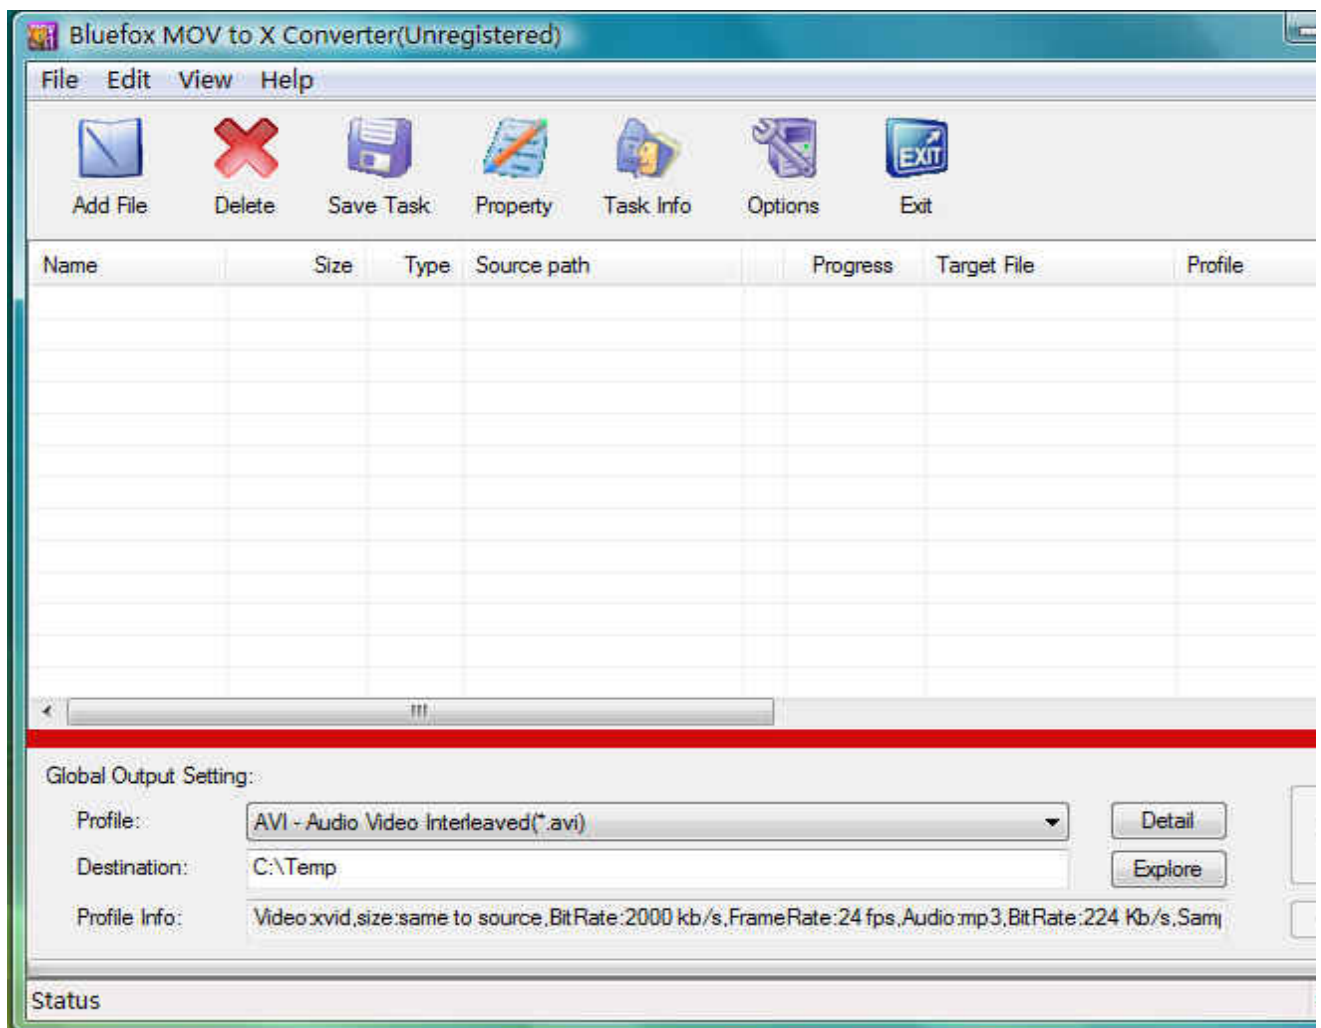 Bluefox MOV to X Converter(Unregistered)
File Edit View Help
EXIT
Add File Delete Save Task Property Task Info Options Exit
Name Size Type Source path Progress Target File Profile
Global Output Setting:
Profile: AVI - Audio Video Interleaved(*.avi) Detail
Destination: C:\Temp Explore
Profile Info: Video:xvid,size:same to source,BitRate:2000 kb/s,FrameRate:24 fps,Audio:mp3,BitRate:224 Kb/s,
Status